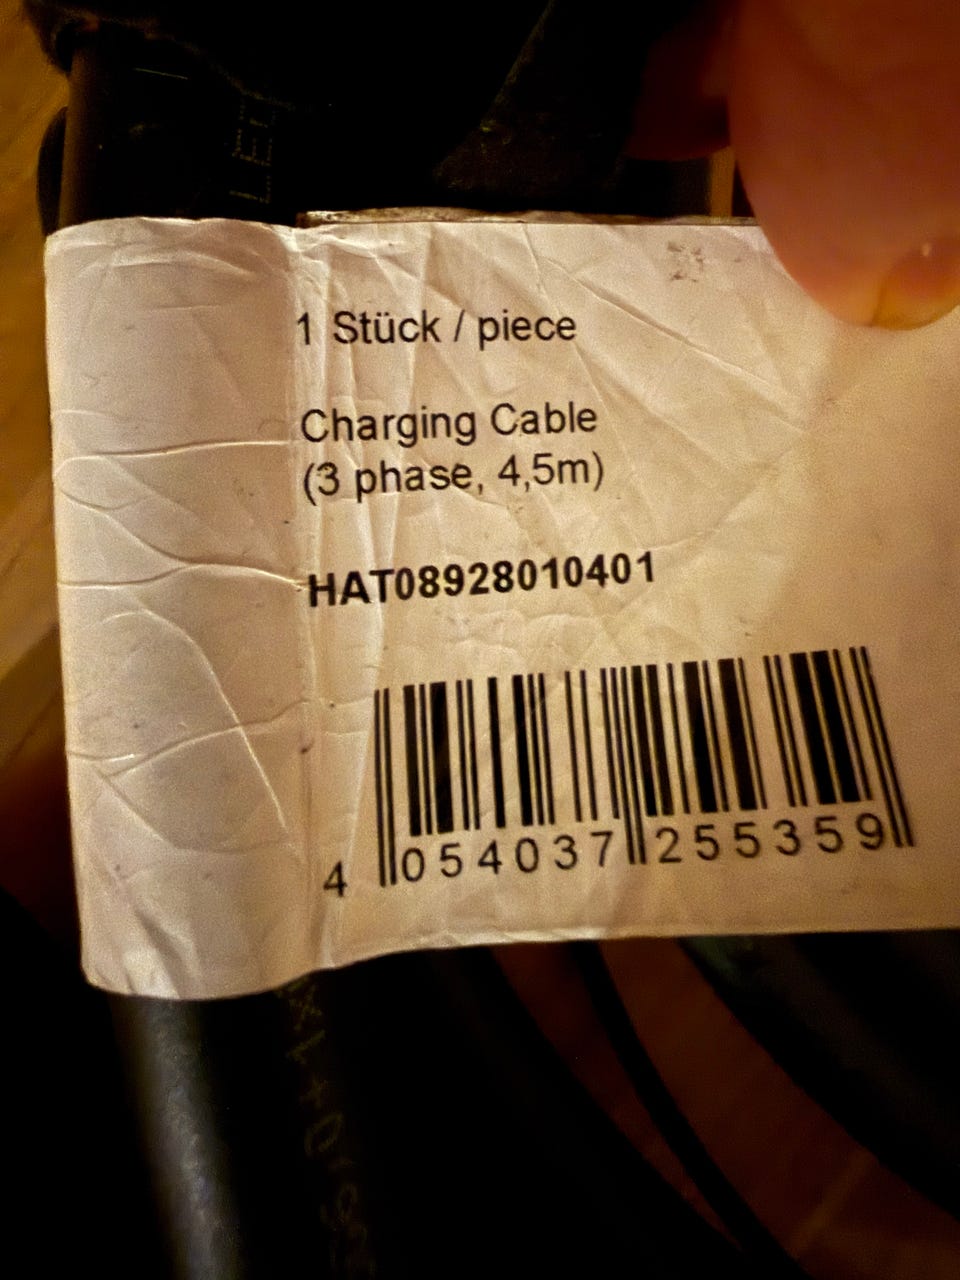 1 Stück / piece
Charging Cable
(3 phase, 4,5m)
HAT08928010401
4 054037 255359